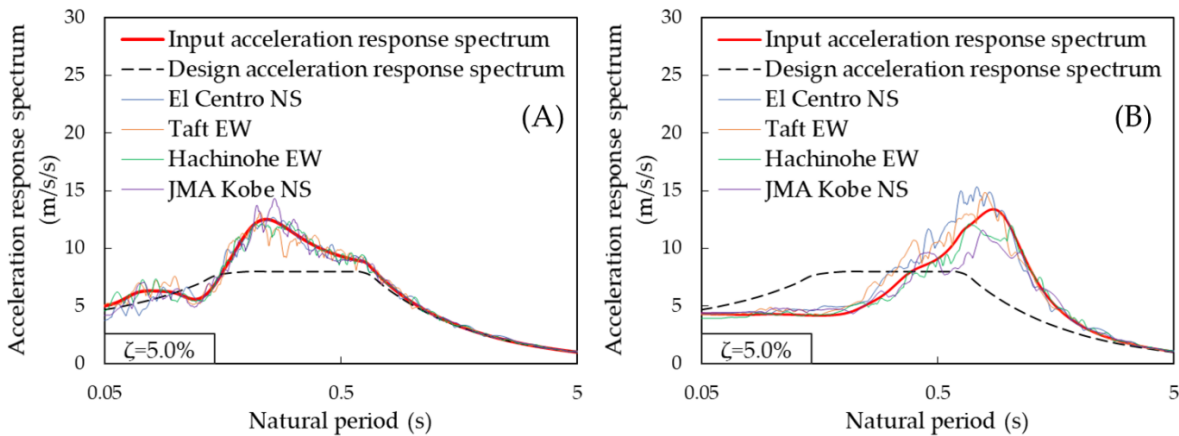 Acceleration response spectrum
(m/s/s)
30
25
20
15
10
5
0
Input acceleration response spectrum
Design acceleration response spectrum
El Centro NS
Taft EW
Hachinohe EW
JMA Kobe NS
(A)
ζ=5.0%
0.05
0.5
5
Natural period (s)
Acceleration response spectrum
(m/s/s)
30
25
20
15
10
5
0
Input acceleration response spectrum
Design acceleration response spectrum
El Centro NS
Taft EW
Hachinohe EW
JMA Kobe NS
(B)
ζ=5.0%
0.05
0.5
5
Natural period (s)